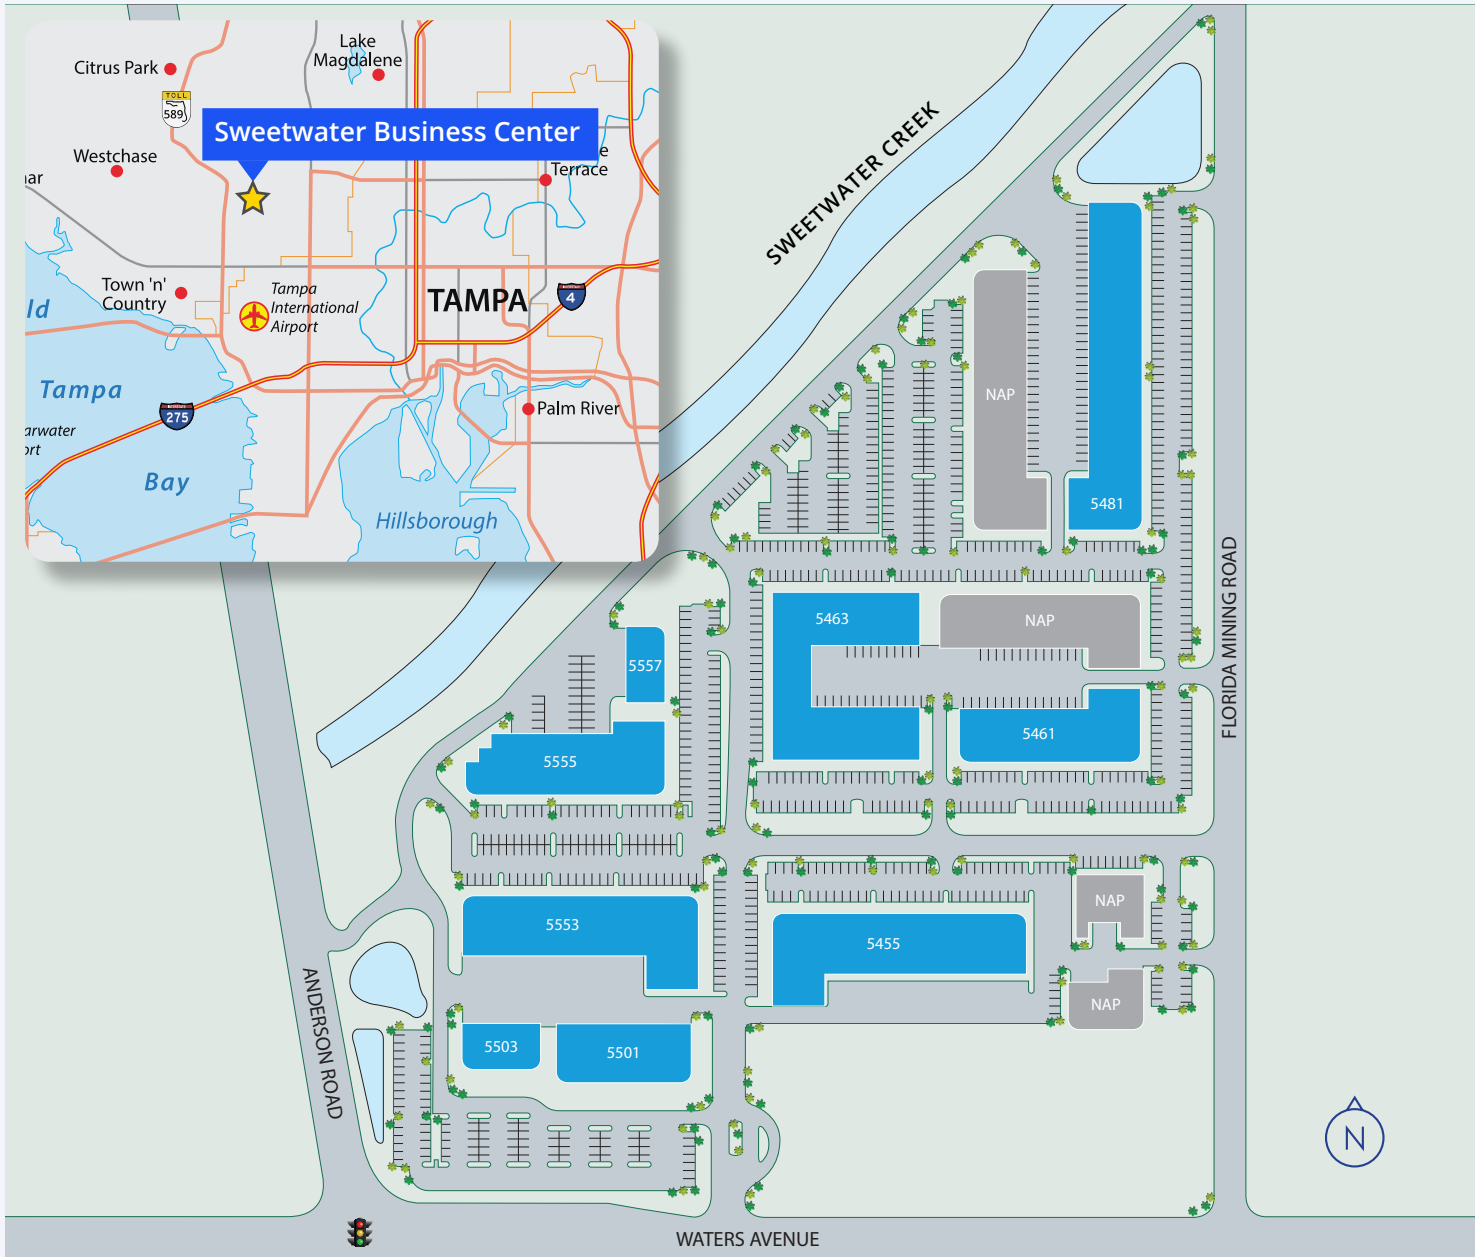 Lake
Magdalene
Citrus Park
TOLL
589
Sweetwater Business Center
Westchase
Terrace
Town 'n'
Country
Tampa
International
Airport
TAMPA
4
Tampa
275
Palm River
Bay
Hillsborough
SWEETWATER CREEK
NAP
5481
FLORIDA MINING ROAD
5463
NAP
5557
5461
5555
NAP
5553
5455
NAP
ANDERSON ROAD
5503
5501
N
WATERS AVENUE